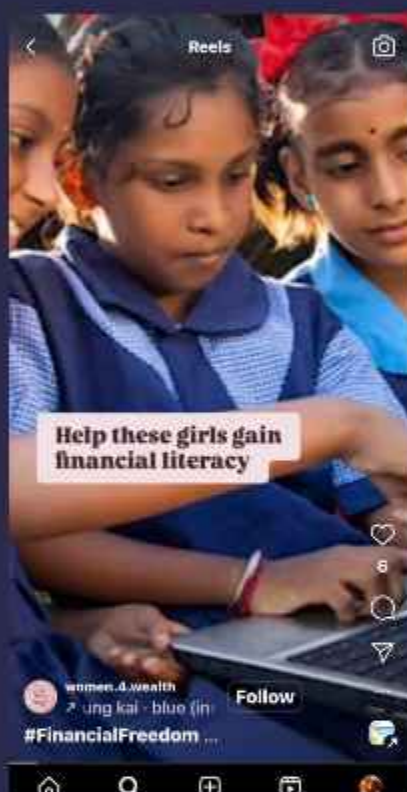 Reels
Help these girls gain
financial literacy
6
women.4.wealth
ung kai - blue (in
Follow
#FinancialFreedom ...